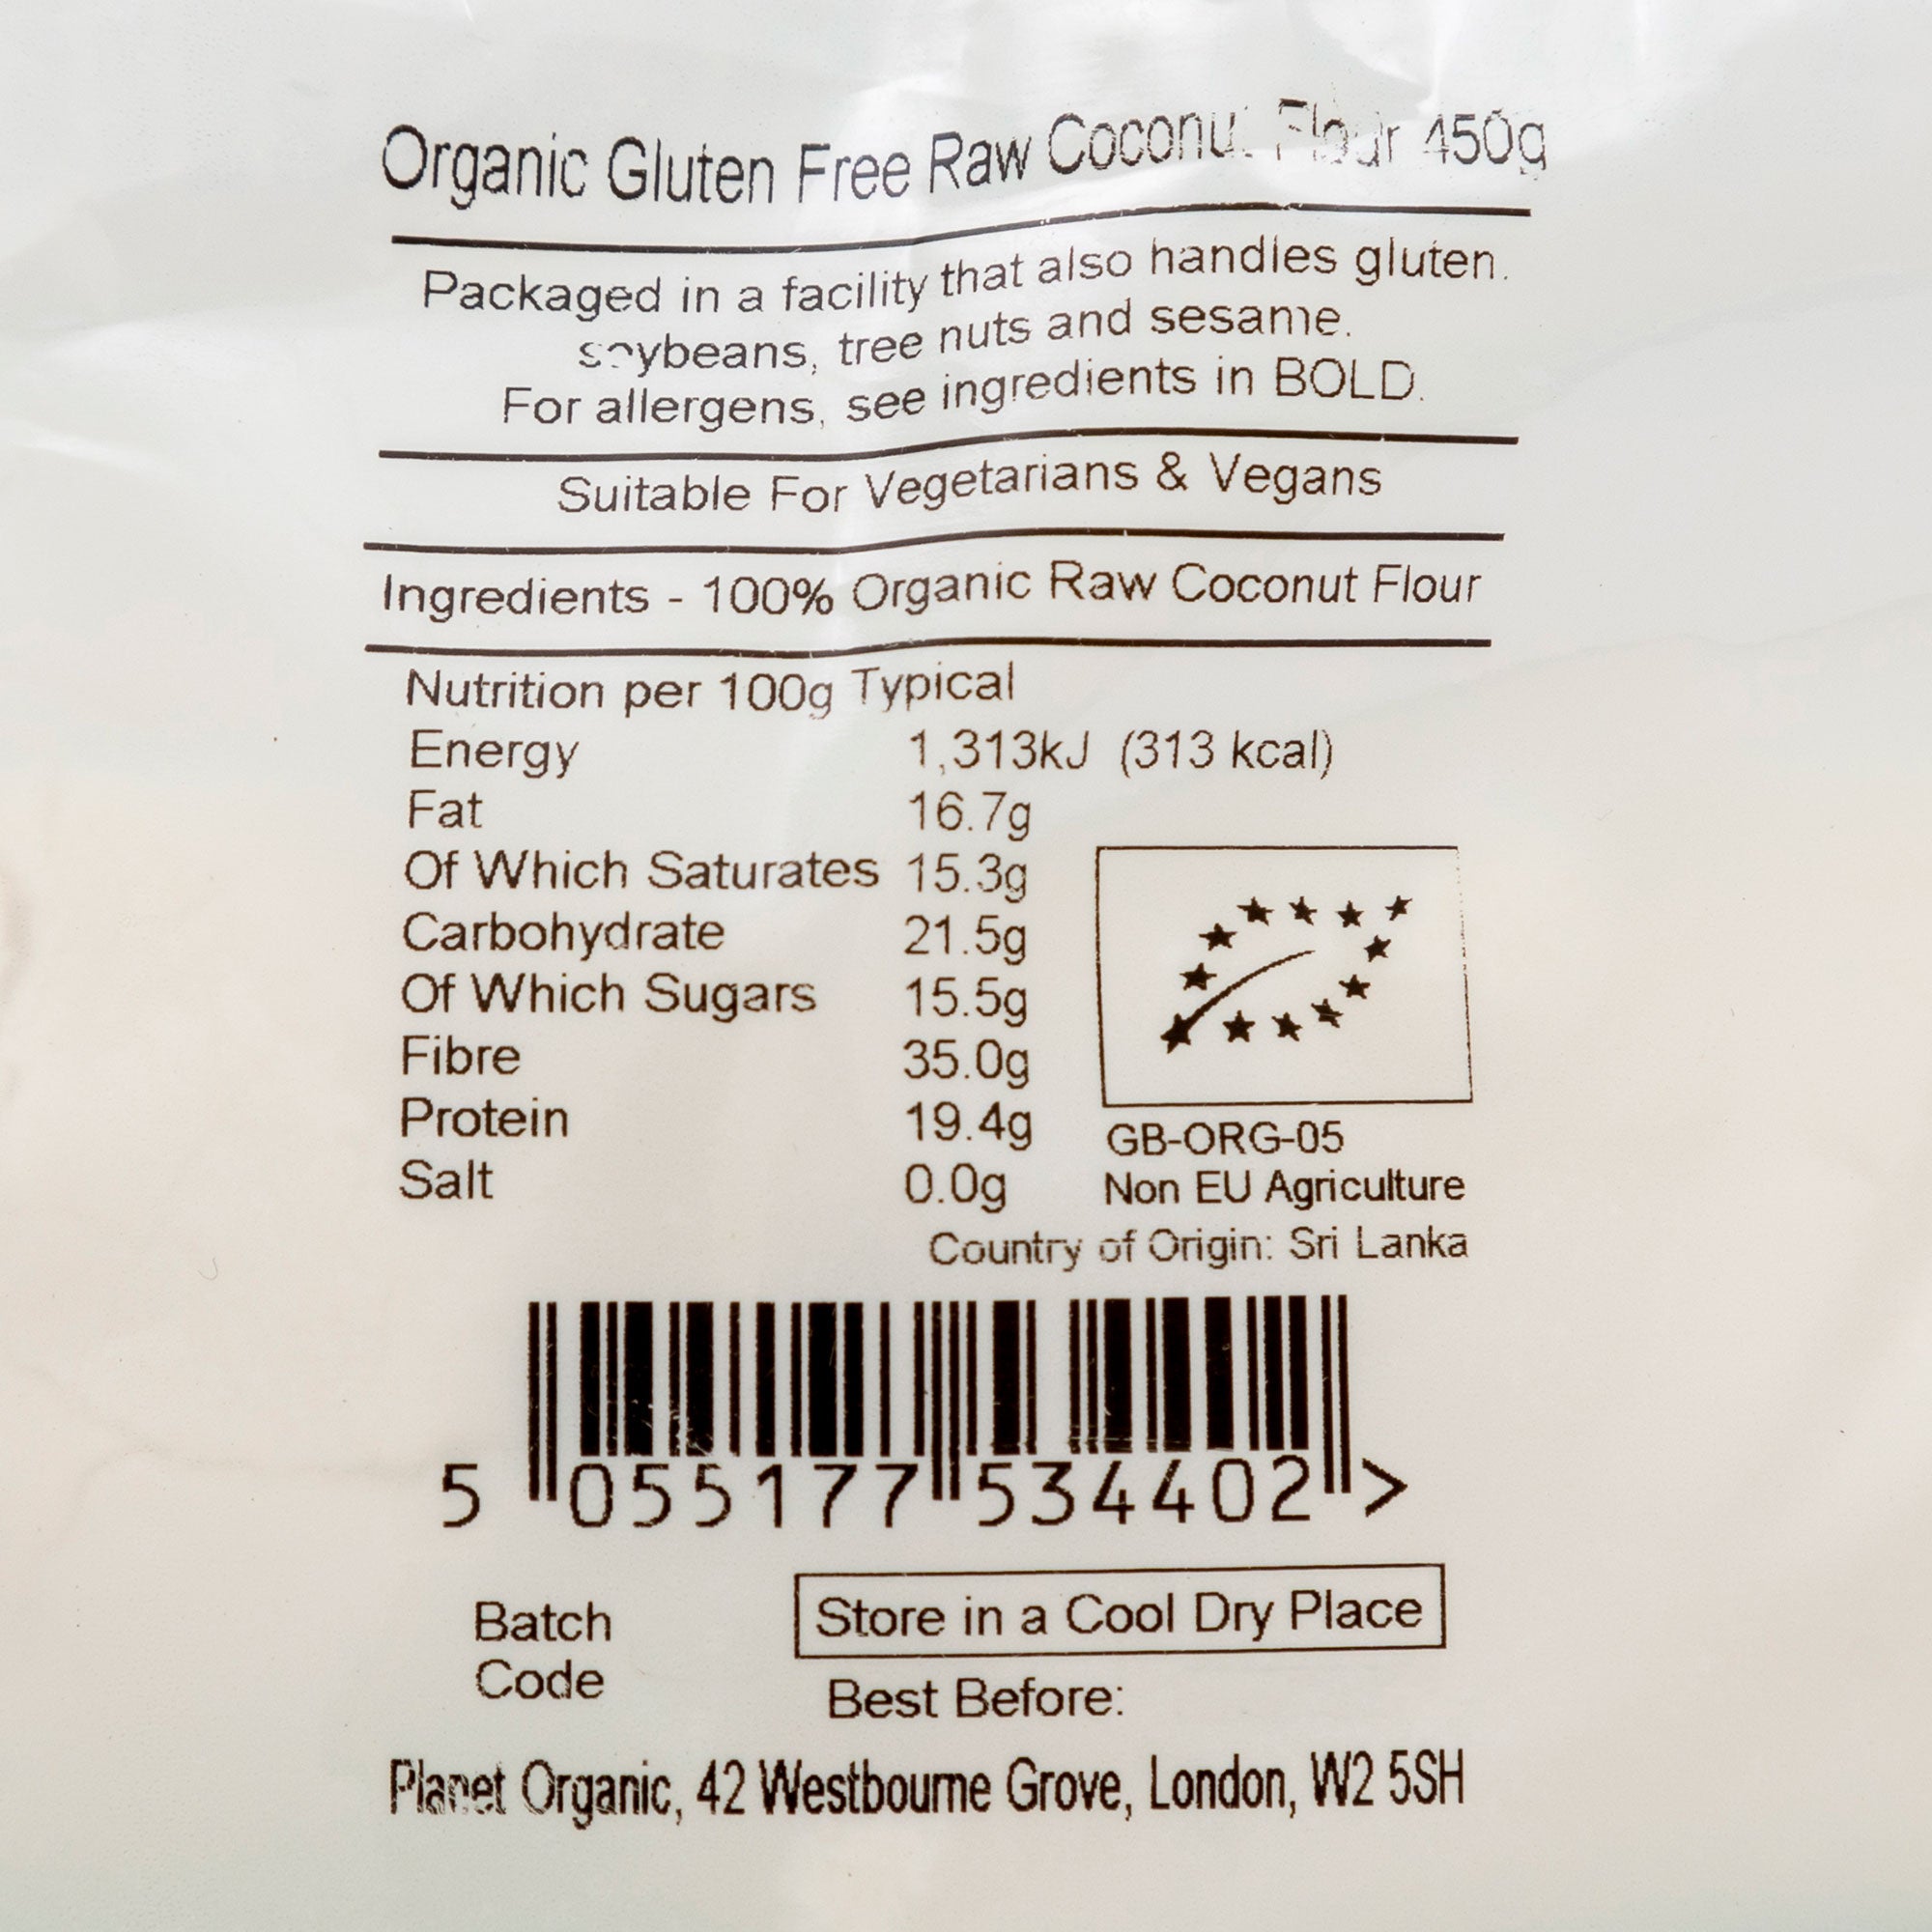 Organic Gluten Free Raw Coconut Flour 450g
Packaged in a facility that also handles gluten.
soybeans, tree nuts and sesame.
For allergens, see ingredients in BOLD.
Suitable For Vegetarians & Vegans
Ingredients - 100% Organic Raw Coconut Flour
Nutrition per 100g Typical
Energy 1,313kJ (313 kcal)
Fat 16.7g
Of Which Saturates 15.3g
Carbohydrate 21.5g
Of Which Sugars 15.5g
Fibre 35.0g
Protein 19.4g
Salt 0.0g
GB-ORG-05
Non EU Agriculture
Country of Origin: Sri Lanka
5 055177 534402 >
Batch
Code
Store in a Cool Dry Place
Best Before:
Planet Organic, 42 Westbourne Grove, London, W2 5SH